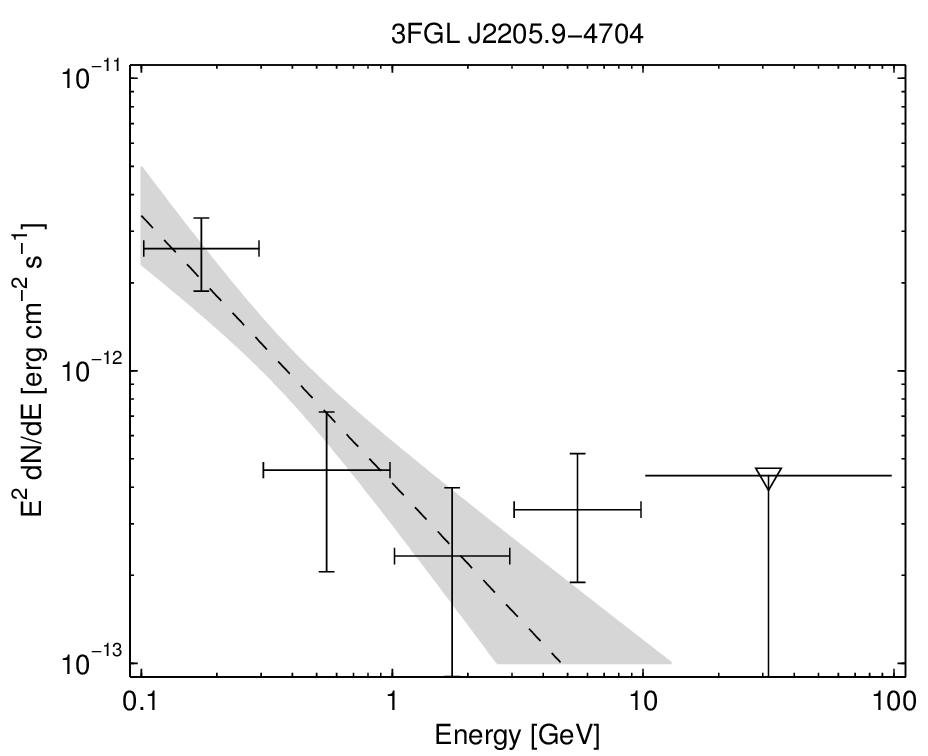 3FGL J2205.9−4704
E² dN/dE [erg cm⁻² s⁻¹]
10⁻¹¹
10⁻¹²
10⁻¹³
0.1 1 10 100
Energy [GeV]